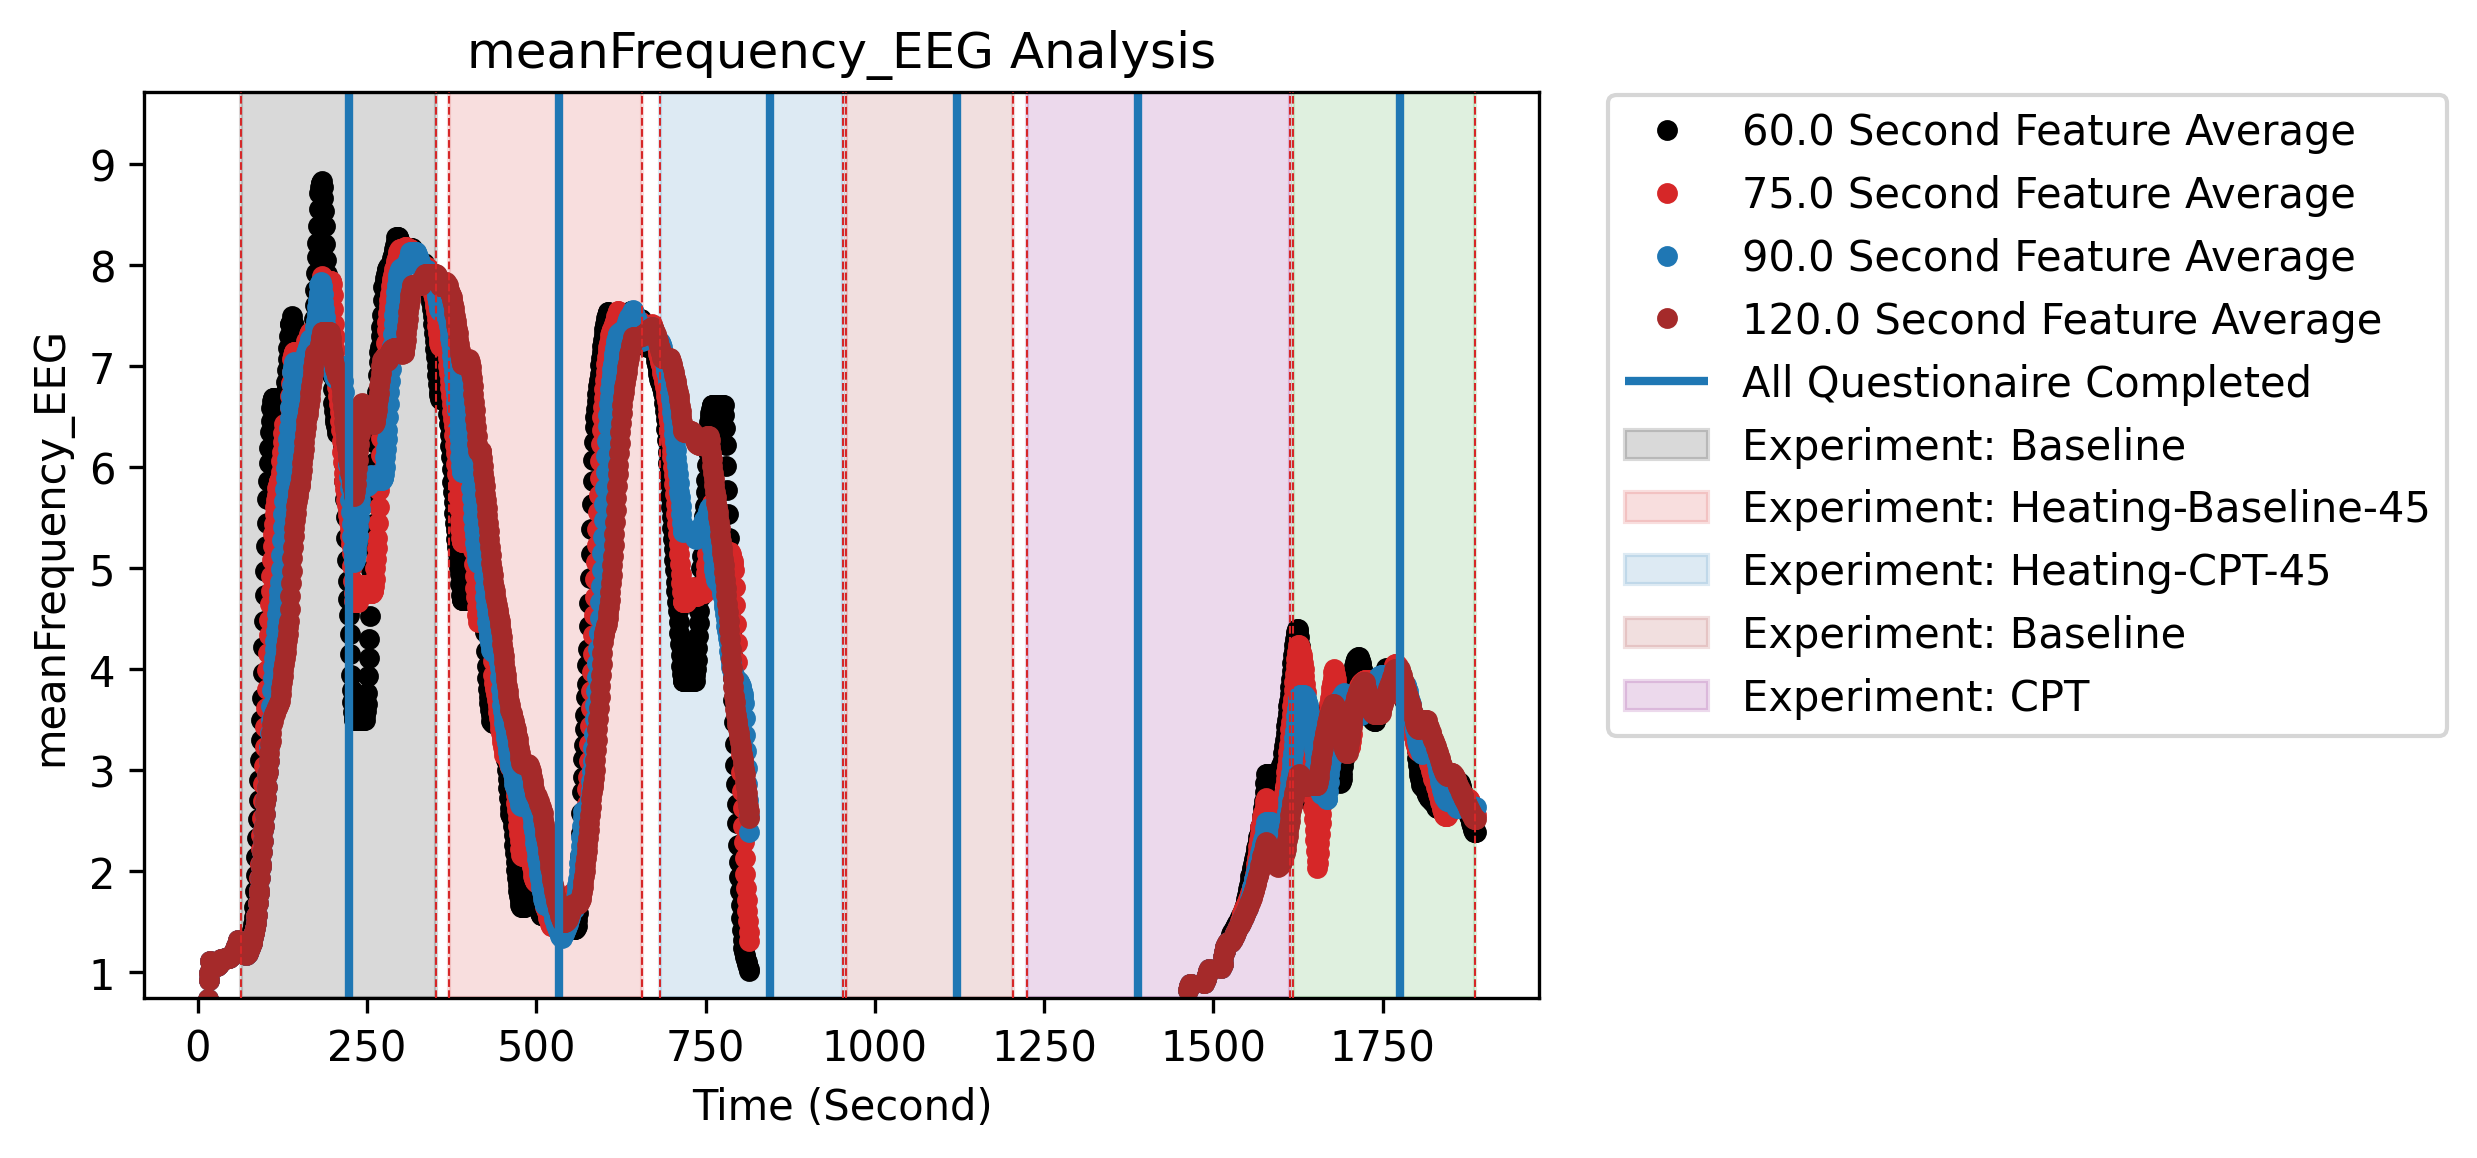 meanFrequency_EEG Analysis
meanFrequency_EEG
9
8
7
6
5
4
3
2
1
0
250
500
750
1000
1250
1500
1750
Time (Second)
60.0 Second Feature Average
75.0 Second Feature Average
90.0 Second Feature Average
120.0 Second Feature Average
All Questionaire Completed
Experiment: Baseline
Experiment: Heating-Baseline-45
Experiment: Heating-CPT-45
Experiment: Baseline
Experiment: CPT